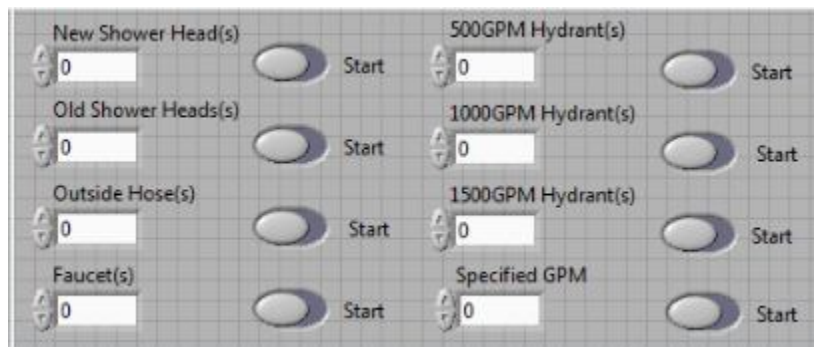 New Shower Head(s)
0
Start
Old Shower Heads(s)
0
Start
Outside Hose(s)
0
Start
Faucet(s)
0
Start
500GPM Hydrant(s)
0
Start
1000GPM Hydrant(s)
0
Start
1500GPM Hydrant(s)
0
Start
Specified GPM
0
Start